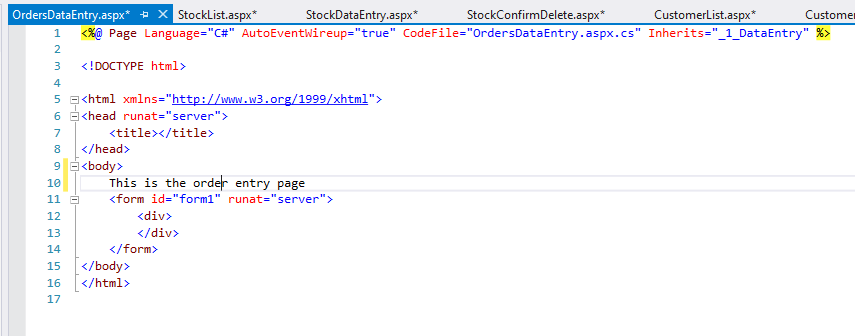 OrdersDataEntry.aspx* StockList.aspx* StockDataEntry.aspx* StockConfirmDelete.aspx* CustomerList.aspx* Customer
1 <%@ Page Language="C#" AutoEventWireup="true" CodeFile="OrdersDataEntry.aspx.cs" Inherits="_1_DataEntry" %>
2
3 <!DOCTYPE html>
4
5 <html xmlns="http://www.w3.org/1999/xhtml">
6 <head runat="server">
7 <title></title>
8 </head>
9 <body>
10 This is the order entry page
11 <form id="form1" runat="server">
12 <div>
13 </div>
14 </form>
15 </body>
16 </html>
17